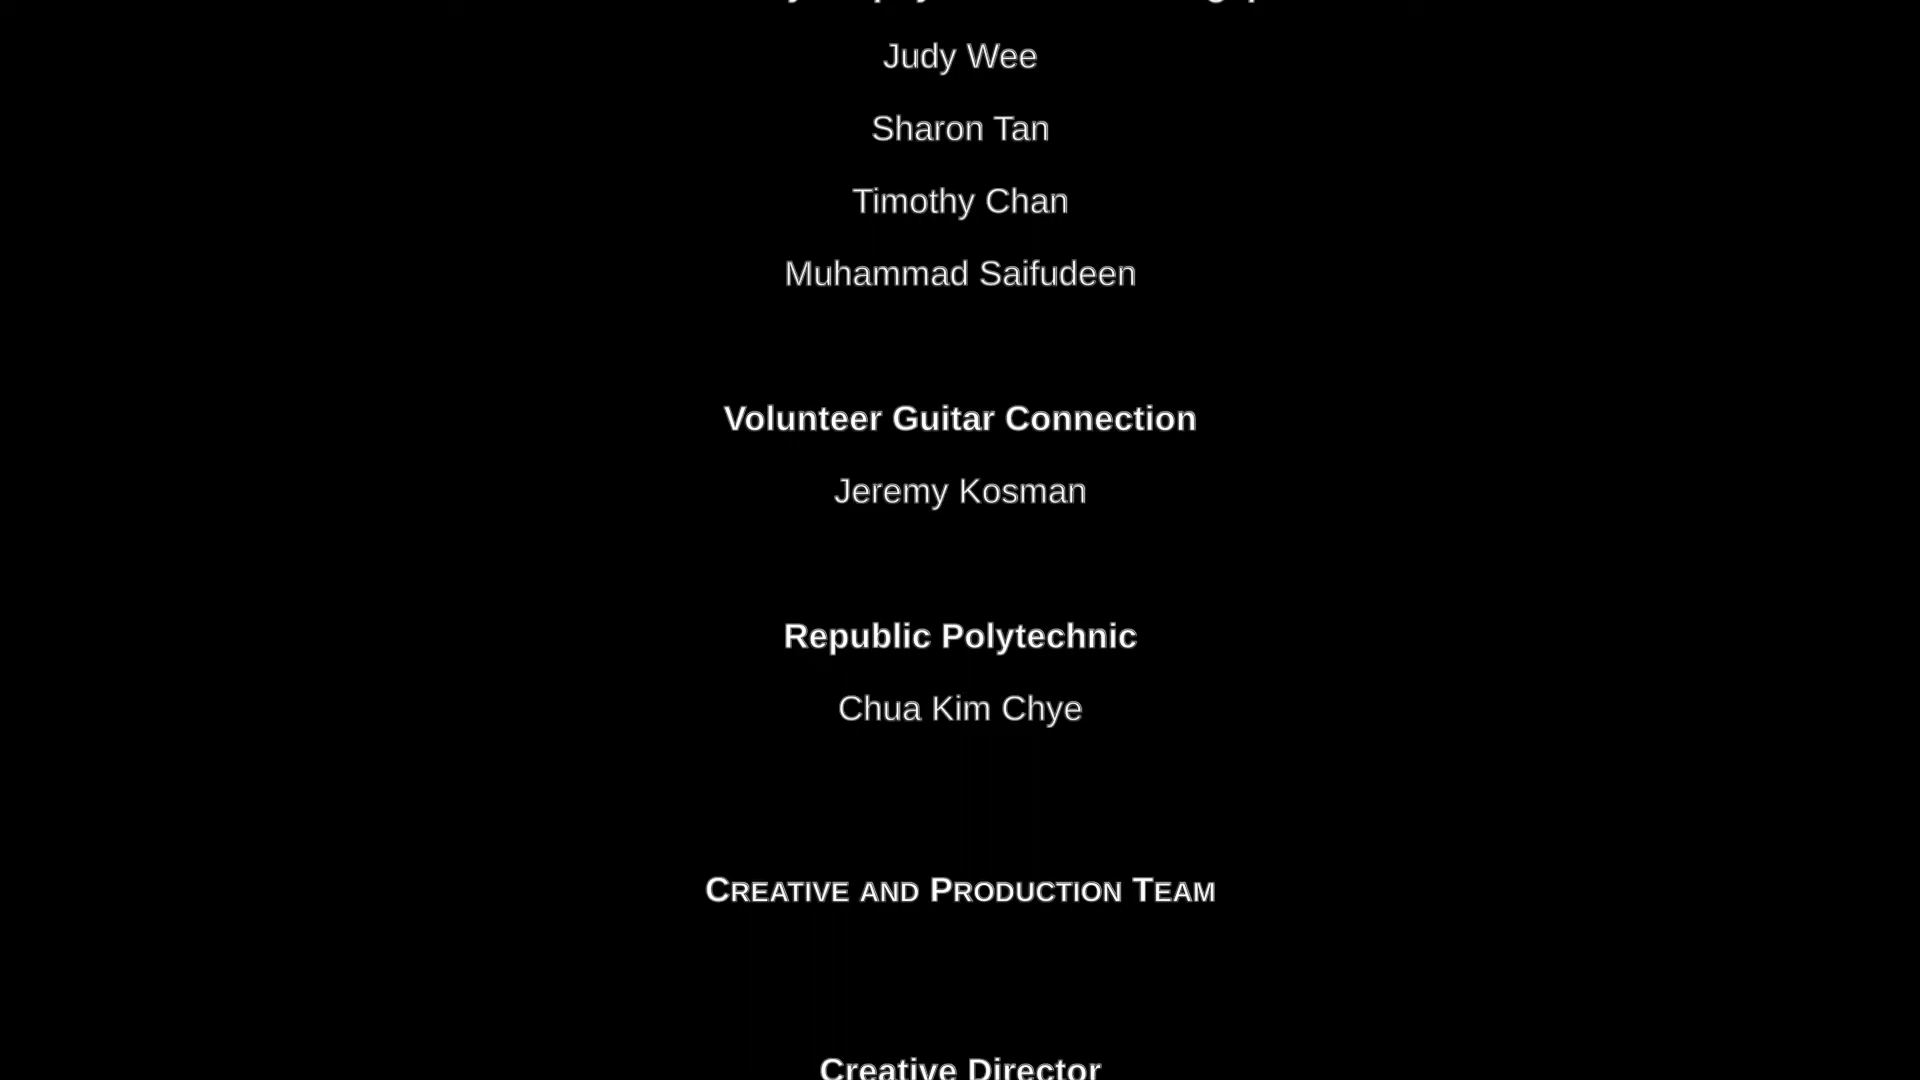 Judy Wee
Sharon Tan
Timothy Chan
Muhammad Saifudeen
Volunteer Guitar Connection
Jeremy Kosman
Republic Polytechnic
Chua Kim Chye
CREATIVE AND PRODUCTION TEAM
Creative Director